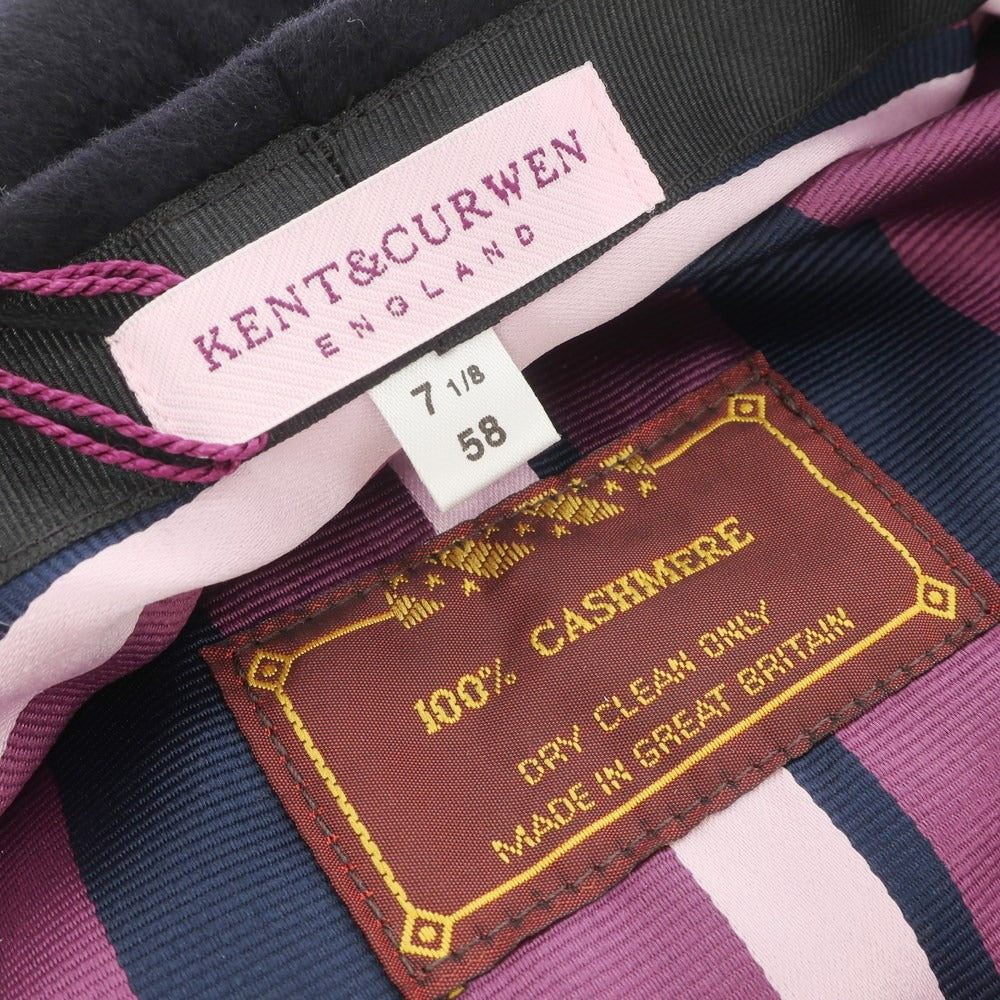 KENT&CURWEN
ENGLAND
7 1/8
58
100% CASHMERE
DRY CLEAN ONLY
MADE IN GREAT BRITAIN